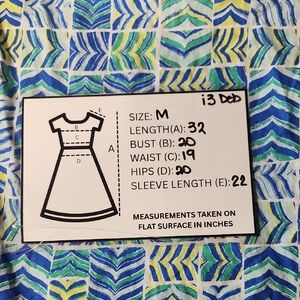 i3 Deb
SIZE: M
LENGTH(A): 32
BUST (B): 20
WAIST (C): 19
HIPS (D): 20
SLEEVE LENGTH (E): 22
E
B
C
D
A
MEASUREMENTS TAKEN ON
FLAT SURFACE IN INCHES